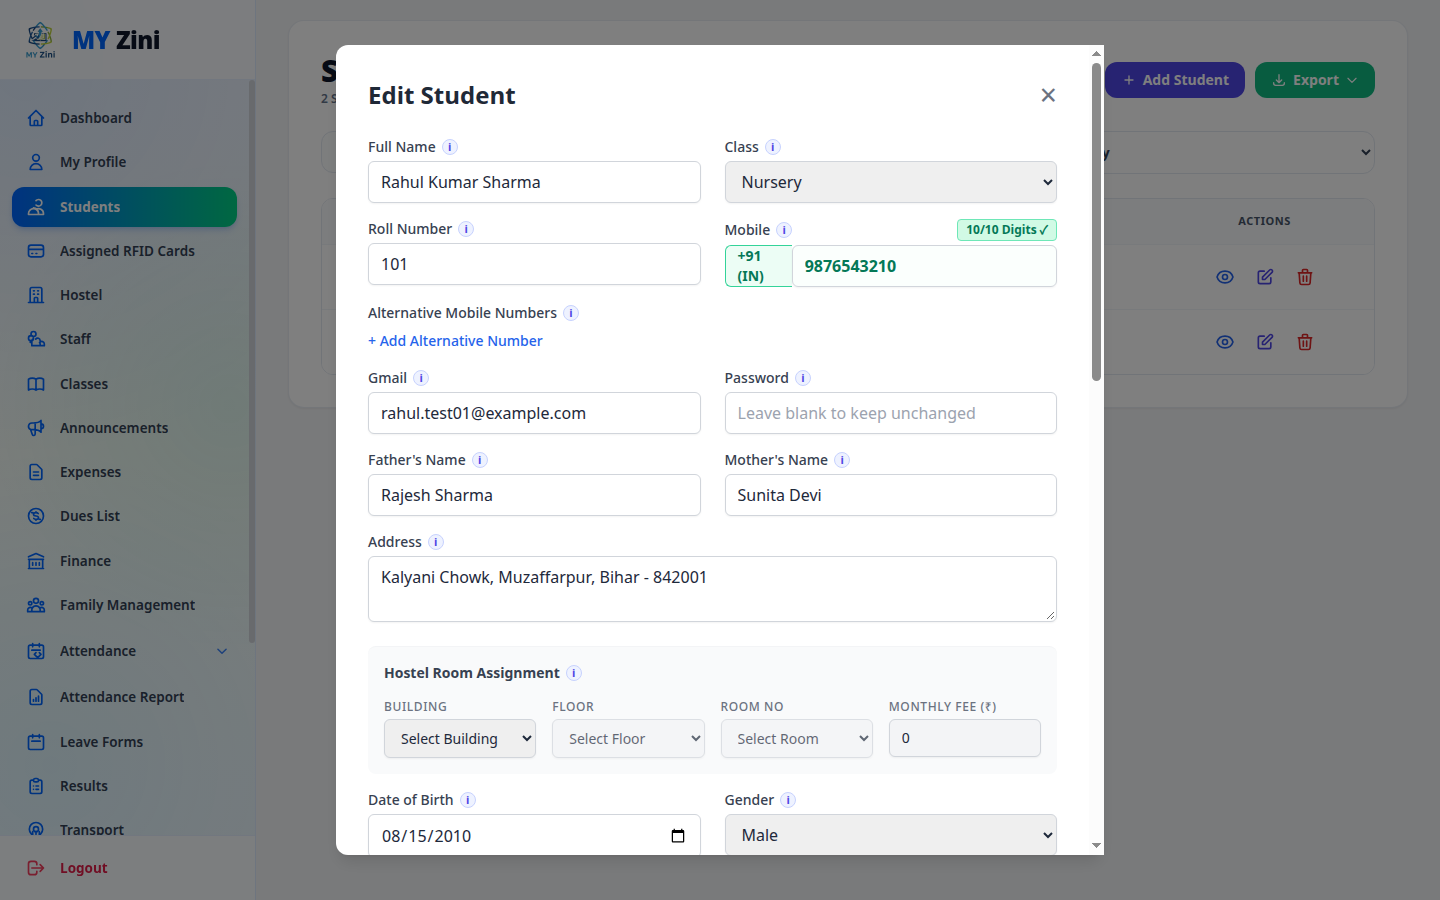 MY Zini
MY Zini
Dashboard
My Profile
Students
Assigned RFID Cards
Hostel
Staff
Classes
Announcements
Expenses
Dues List
Finance
Family Management
Attendance
Attendance Report
Leave Forms
Results
Transport
Logout
S
2 S
+ Add Student
Export
y
ACTIONS
Edit Student
✕
Full Name i
Rahul Kumar Sharma
Class i
Nursery
Roll Number i
101
Mobile i
10/10 Digits ✓
+91 (IN)
9876543210
Alternative Mobile Numbers i
+ Add Alternative Number
Gmail i
rahul.test01@example.com
Password i
Leave blank to keep unchanged
Father's Name i
Rajesh Sharma
Mother's Name i
Sunita Devi
Address i
Kalyani Chowk, Muzaffarpur, Bihar - 842001
Hostel Room Assignment i
BUILDING FLOOR ROOM NO MONTHLY FEE (₹)
Select Building Select Floor Select Room 0
Date of Birth i
08/15/2010
Gender i
Male